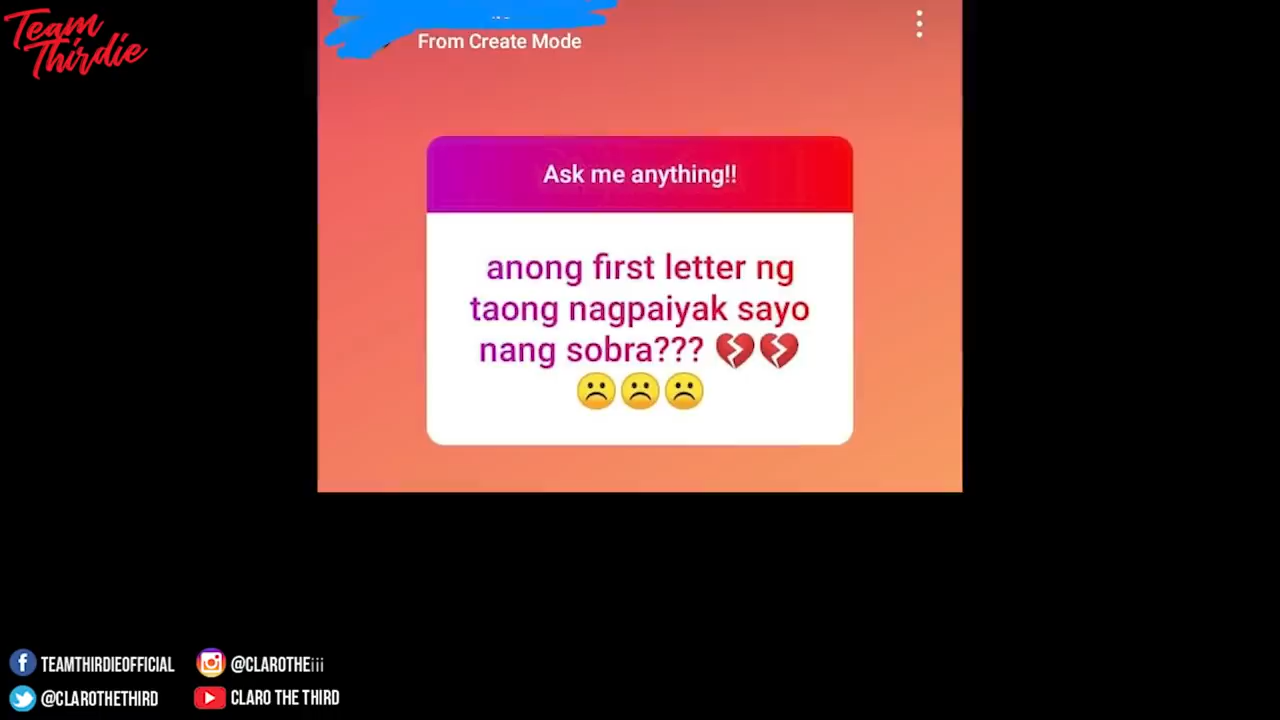 Team
Thirdie
From Create Mode
Ask me anything!!
anong first letter ng
taong nagpaiyak sayo
nang sobra??? 💔💔
☹️☹️☹️
TEAMTHIRDIEOFFICIAL
@CLAROTHEiii
@CLAROTHETHIRD
CLARO THE THIRD